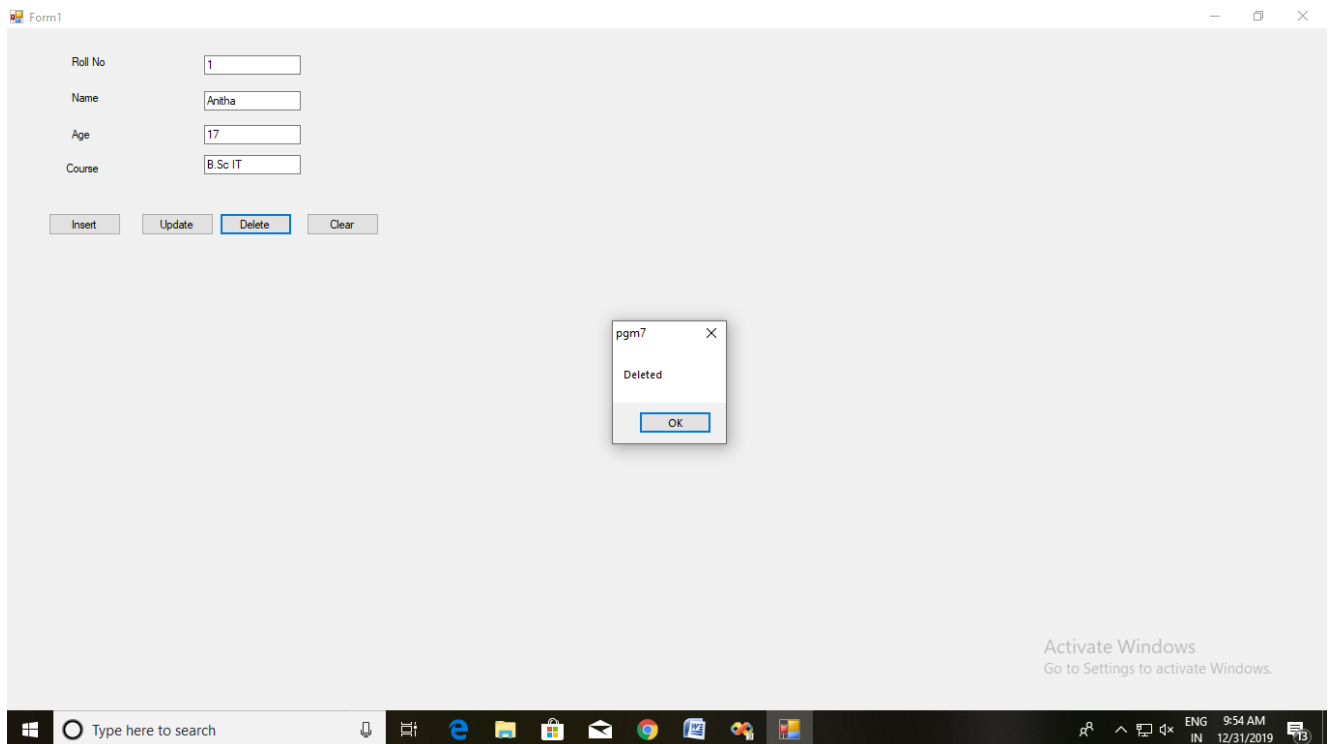 Form1
Roll No 1
Name Anitha
Age 17
Course B.Sc IT
Insert Update Delete Clear
pgm7
Deleted
OK
Activate Windows
Go to Settings to activate Windows.
Type here to search
ENG 9:54 AM
IN 12/31/2019
13